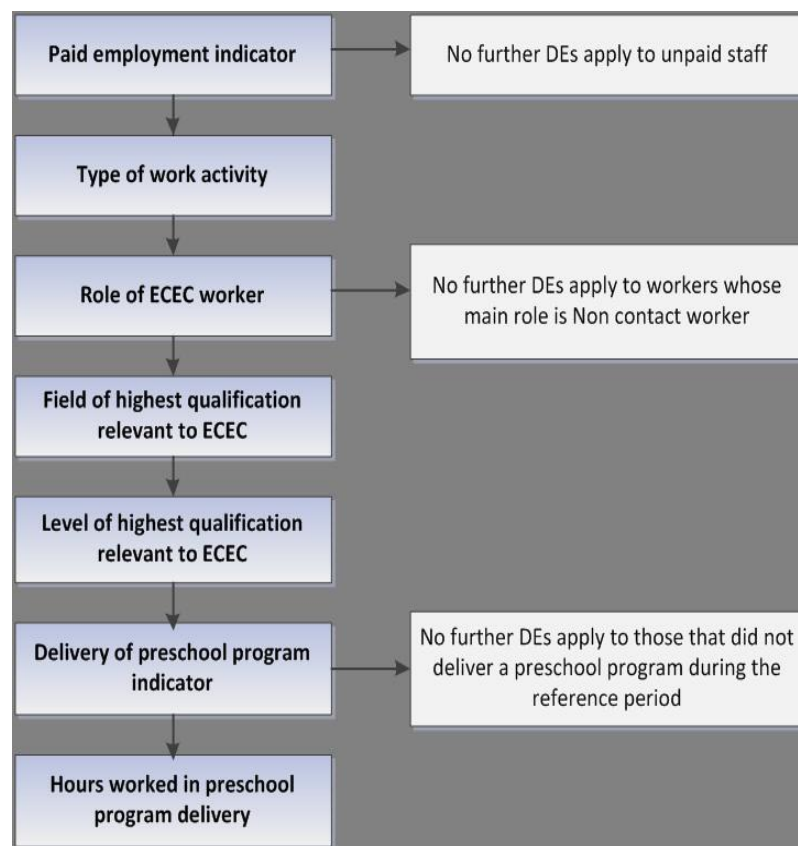 Paid employment indicator
No further DEs apply to unpaid staff
Type of work activity
Role of ECEC worker
No further DEs apply to workers whose
main role is Non contact worker
Field of highest qualification
relevant to ECEC
Level of highest qualification
relevant to ECEC
Delivery of preschool program
indicator
No further DEs apply to those that did not
deliver a preschool program during the
reference period
Hours worked in preschool
program delivery